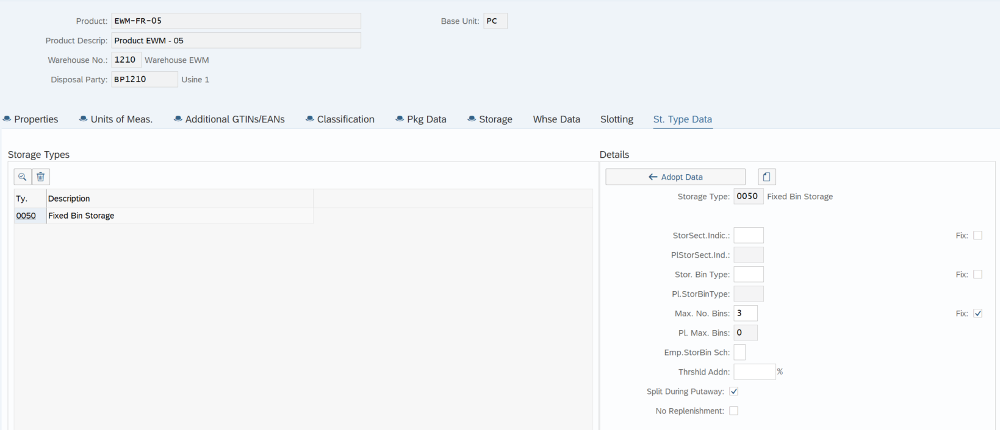 Product: EWM-FR-05 Base Unit: PC
Product Descrip: Product EWM - 05
Warehouse No.: 1210 Warehouse EWM
Disposal Party: BP1210 Usine 1
Properties Units of Meas. Additional GTINs/EANs Classification Pkg Data Storage Whse Data Slotting St. Type Data
Storage Types
Ty. Description
0050 Fixed Bin Storage
Details
Adopt Data
Storage Type: 0050 Fixed Bin Storage
StorSect.Indic.: Fix:
PlStorSect.Ind.:
Stor. Bin Type: Fix:
Pl.StorBinType:
Max. No. Bins: 3 Fix:
Pl. Max. Bins: 0
Emp.StorBin Sch:
Thrshld Addn: %
Split During Putaway:
No Replenishment: